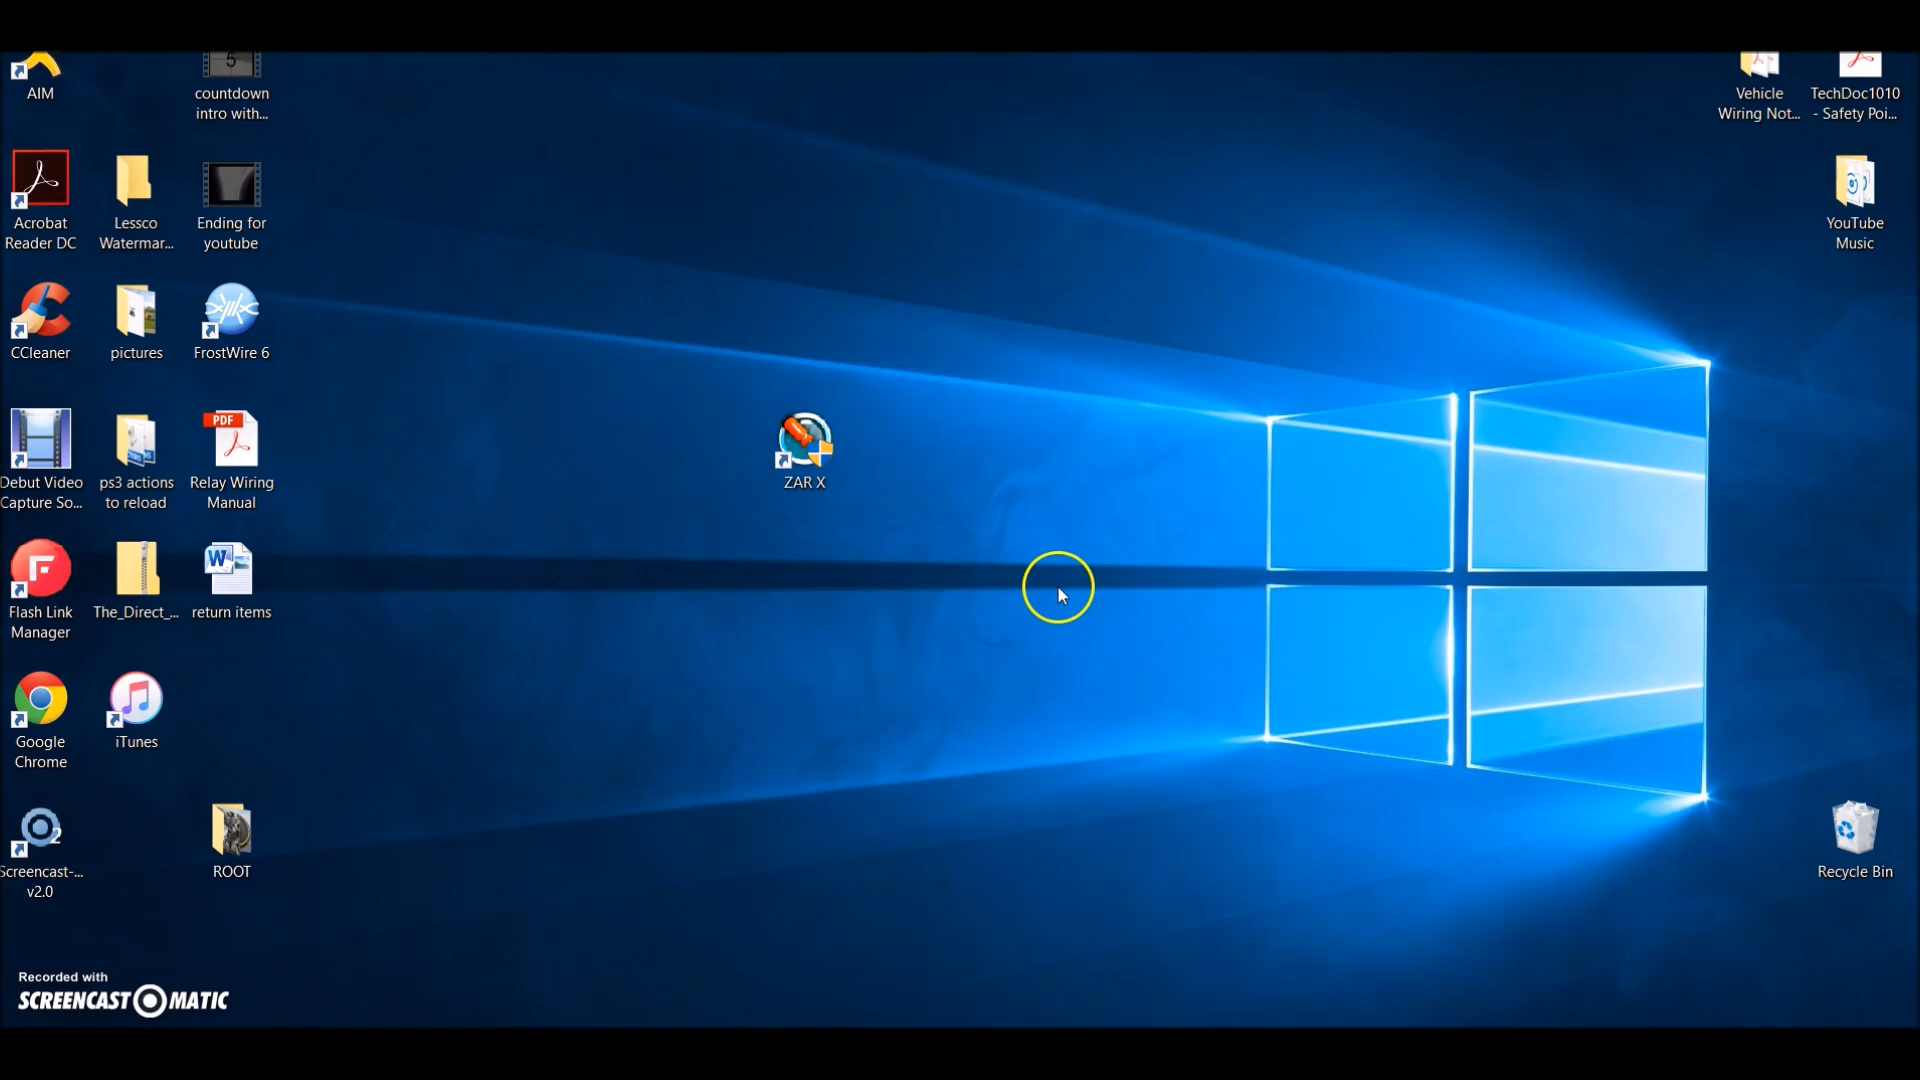 AIM
5
countdown
intro with...
Vehicle
Wiring Not...
TechDoc1010
- Safety Poi...
Acrobat
Reader DC
Lessco
Watermar...
Ending for
youtube
YouTube
Music
CCleaner
pictures
FrostWire 6
Debut Video
Capture So...
ps3 actions
to reload
PDF
Relay Wiring
Manual
ZAR X
Flash Link
Manager
The_Direct_...
W
return items
Google
Chrome
iTunes
2
Screencast-...
v2.0
ROOT
Recycle Bin
Recorded with
SCREENCAST MATIC